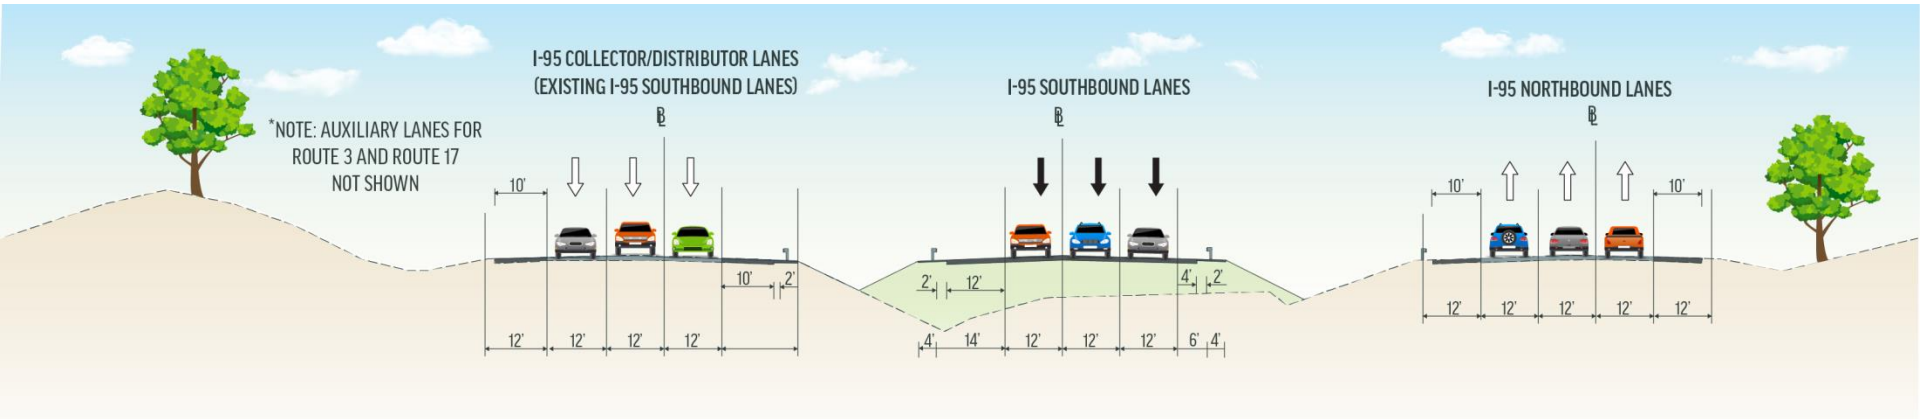 I-95 COLLECTOR/DISTRIBUTOR LANES
(EXISTING I-95 SOUTHBOUND LANES)
I-95 SOUTHBOUND LANES
I-95 NORTHBOUND LANES
*NOTE: AUXILIARY LANES FOR
ROUTE 3 AND ROUTE 17
NOT SHOWN
10'
10'
10'
10' 2'
2' 12' 4' 2'
12' 12' 12' 12' 12'
12' 12' 12' 12'
4' 14' 12' 12' 12' 6' 4'